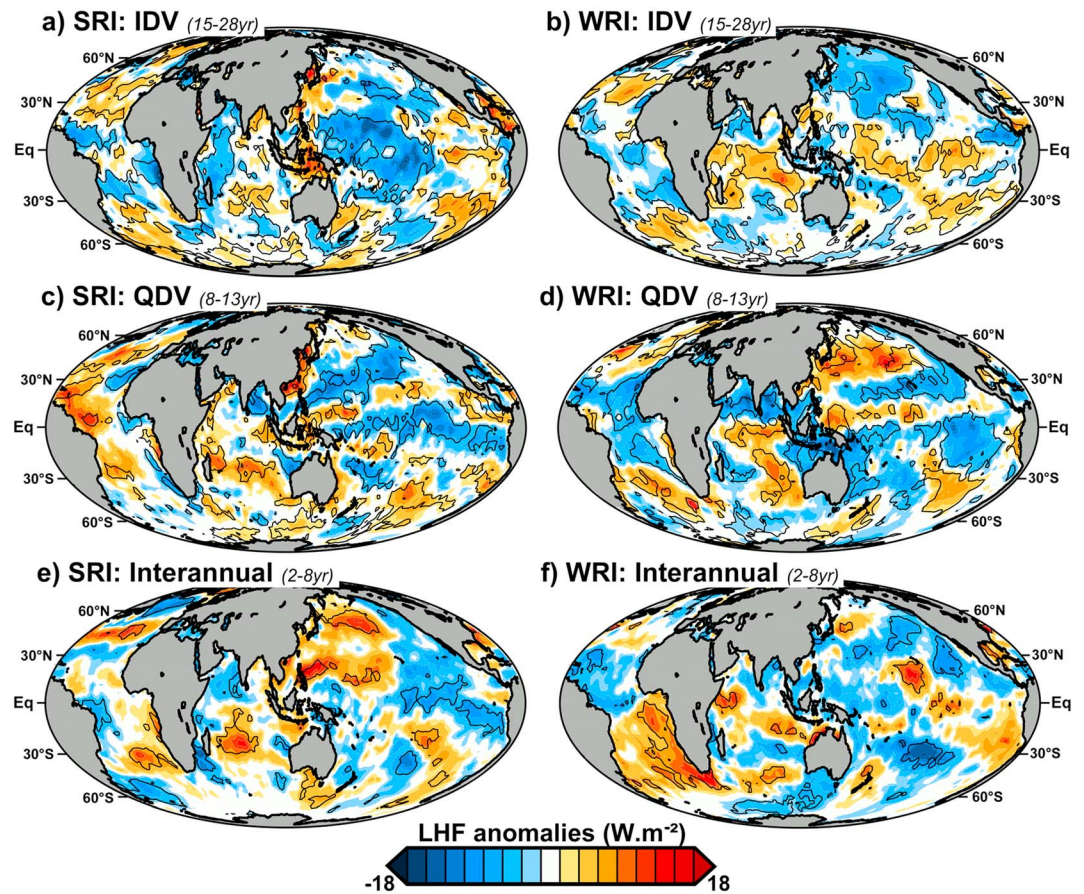 a) SRI: IDV (15-28yr)
b) WRI: IDV (15-28yr)
60°N
60°N
30°N
30°N
Eq
Eq
30°S
30°S
60°S
60°S
c) SRI: QDV (8-13yr)
d) WRI: QDV (8-13yr)
60°N
60°N
30°N
30°N
Eq
Eq
30°S
30°S
60°S
60°S
e) SRI: Interannual (2-8yr)
f) WRI: Interannual (2-8yr)
60°N
60°N
30°N
30°N
Eq
Eq
30°S
30°S
60°S
60°S
LHF anomalies (W.m⁻²)
-18
18